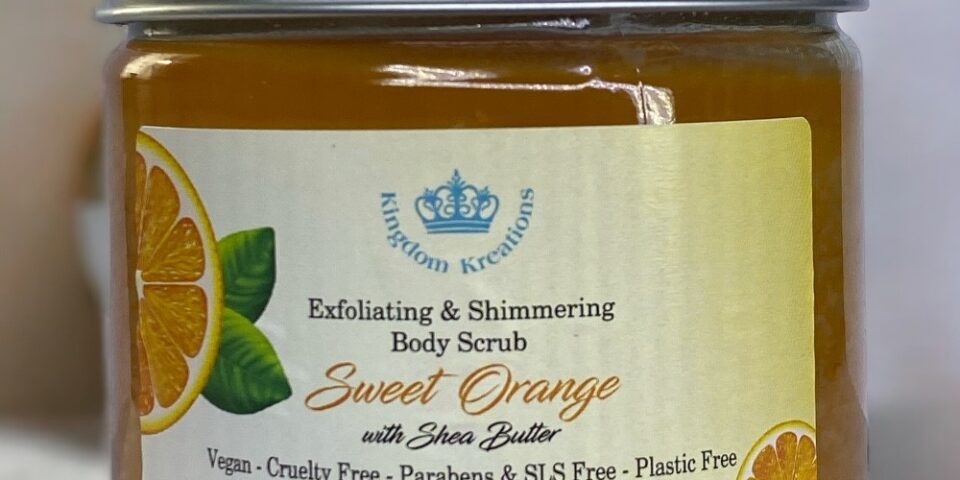 Kingdom Kreations
Exfoliating & Shimmering
Body Scrub
Sweet Orange
with Shea Butter
Vegan - Cruelty Free - Parabens & SLS Free - Plastic Free